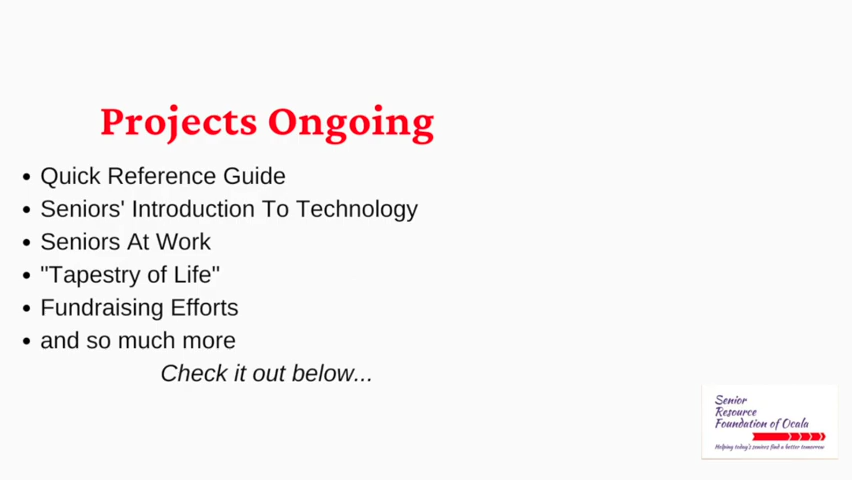 Projects Ongoing
• Quick Reference Guide
• Seniors' Introduction To Technology
• Seniors At Work
• "Tapestry of Life"
• Fundraising Efforts
• and so much more
Check it out below...
Senior
Resource
Foundation of Ocala
Helping today's seniors find a better tomorrow